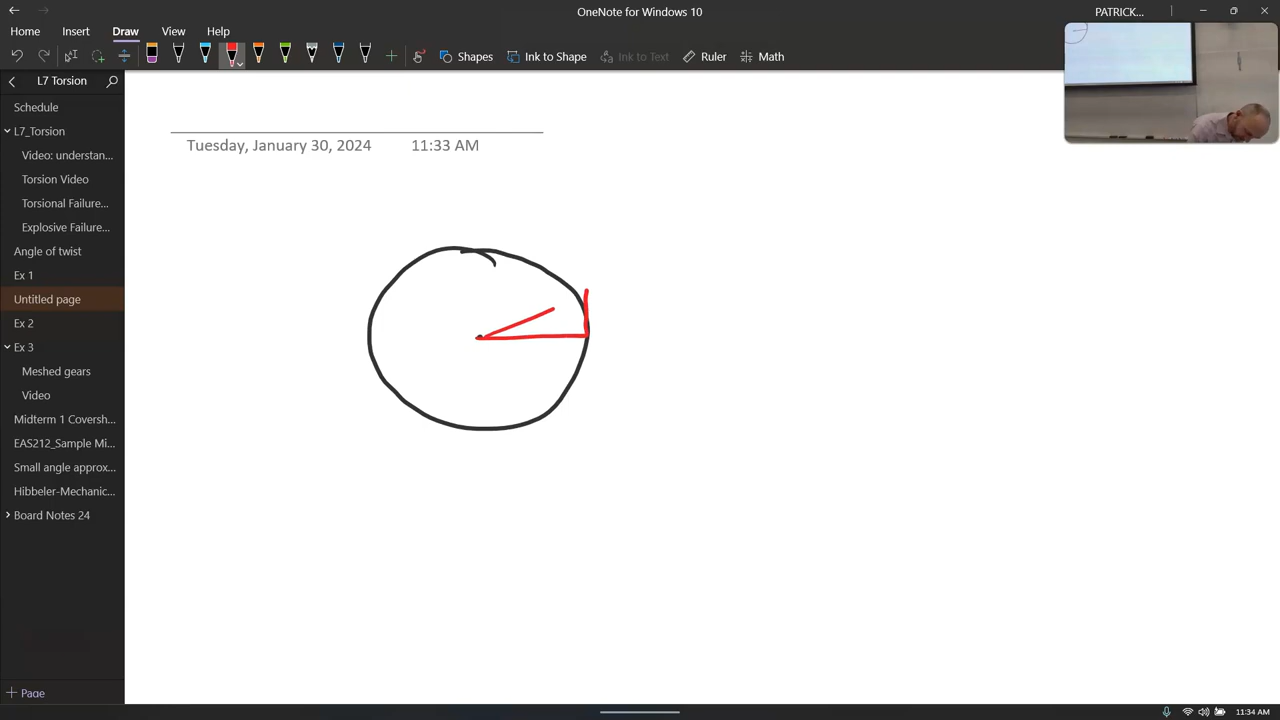 OneNote for Windows 10
PATRICK...
Home
Insert
Draw
View
Help
Shapes
Ink to Shape
Ink to Text
Ruler
Math
L7 Torsion
Schedule
L7_Torsion
Video: understan...
Torsion Video
Torsional Failure...
Explosive Failure...
Angle of twist
Ex 1
Untitled page
Ex 2
Ex 3
Meshed gears
Video
Midterm 1 Coversh...
EAS212_Sample Mi...
Small angle approx...
Hibbeler-Mechanic...
Board Notes 24
Page
Tuesday, January 30, 2024 11:33 AM
11:34 AM